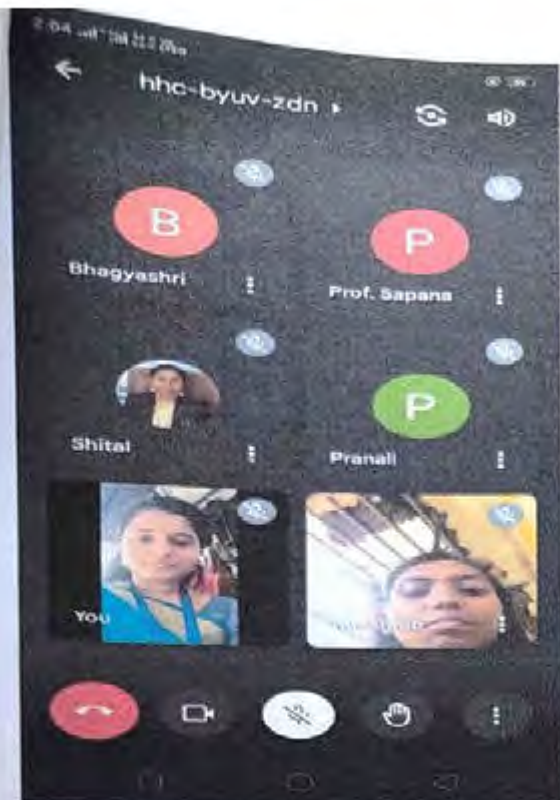 hhc-byuv-zdn
B
P
Bhagyashri
Prof. Sapana
P
Shital
Pranali
You